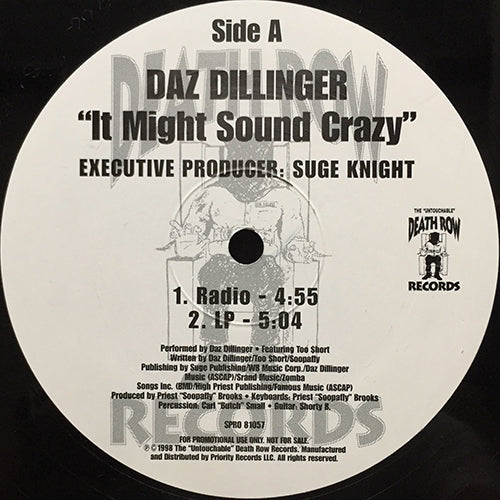 Side A
DEATH ROW
DAZ DILLINGER
"It Might Sound Crazy"
EXECUTIVE PRODUCER: SUGE KNIGHT
THE "UNTOUCHABLE"
DEATH ROW
RECORDS
1. Radio - 4:55
2. LP - 5:04
Performed by Daz Dillinger • Featuring Too Short
Written by Daz Dillinger/Too Short/Soopafly
Publishing by Suge Publishing/WB Music Corp./Daz Dillinger
Music (ASCAP)/Srand Music/Zomba
Songs Inc. (BMD)/High Priest Publishing/Famous Music (ASCAP)
Produced by Priest "Soopafly" Brooks • Keyboards: Priest "Soopafly" Brooks
Percussion: Carl "Butch" Small • Guitar: Shorty B.
RECORDS
SPRO 81057
FOR PROMOTIONAL USE ONLY. NOT FOR SALE.
℗ © 1998 The "Untouchable" Death Row Records. Manufactured
and Distributed by Priority Records LLC. All rights reserved.